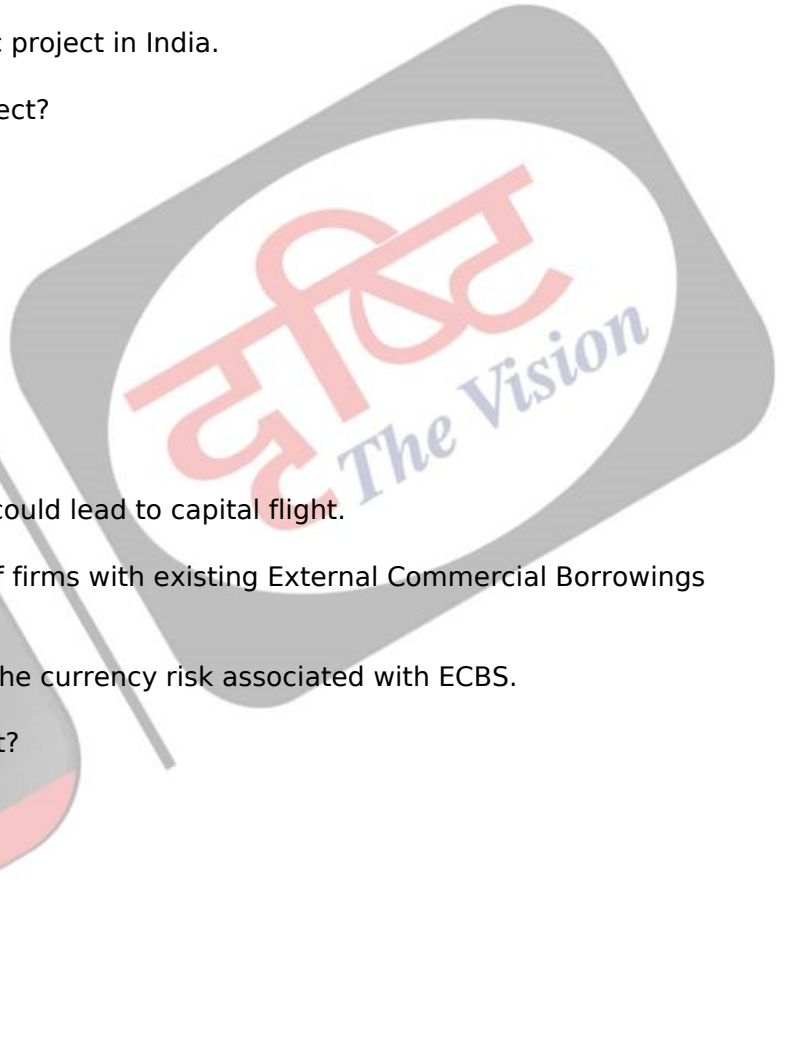 project in India.
ect?
दृष्टि
The Vision
could lead to capital flight.
f firms with existing External Commercial Borrowings
he currency risk associated with ECBS.
t?